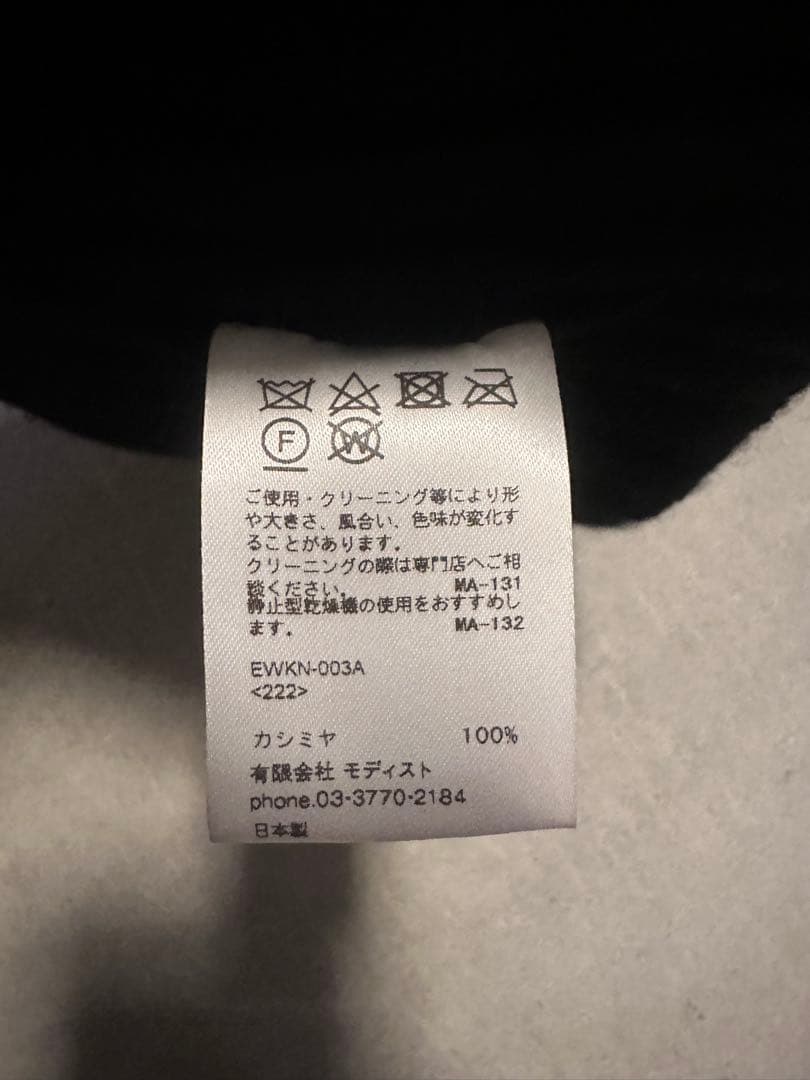 F W
ご使用・クリーニング等により形
や大きさ、風合い、色味が変化す
ることがあります。
クリーニングの際は専門店へご相
談ください。 MA-131
静止型乾燥機の使用をおすすめし
ます。 MA-132
EWKN-003A
<222>
カシミヤ 100%
有限会社 モディスト
phone.03-3770-2184
日本製